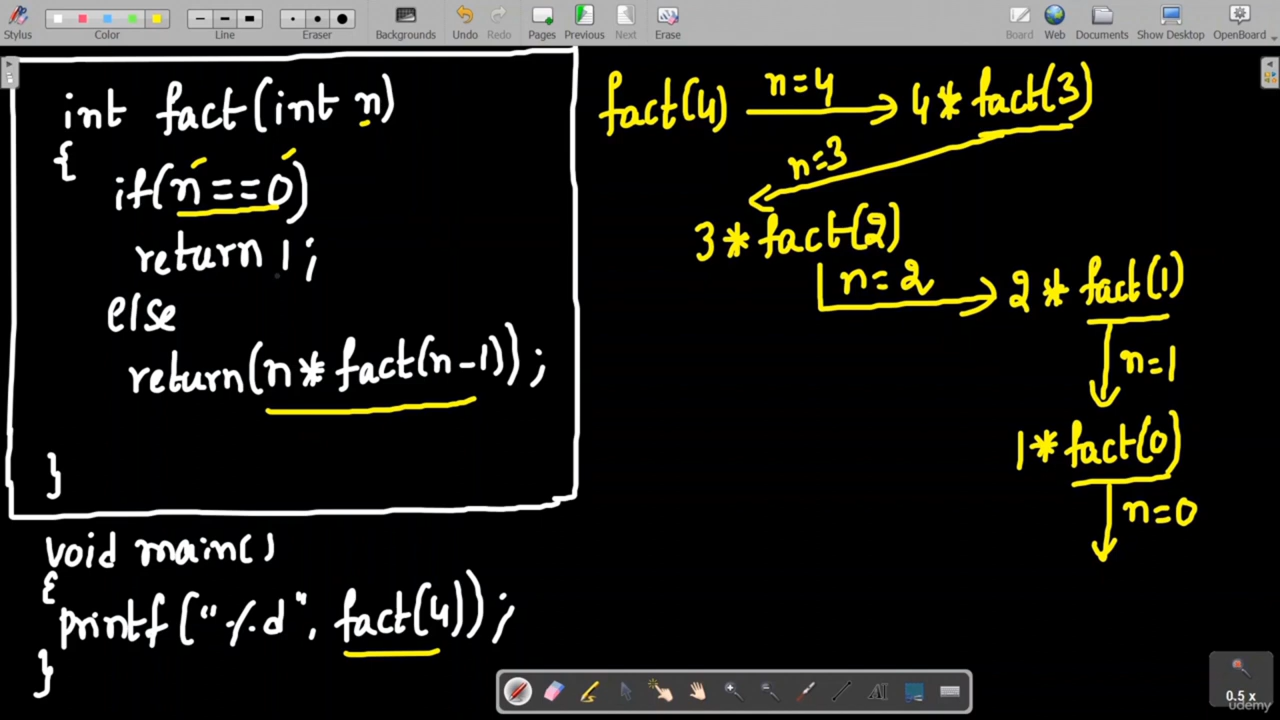 Stylus
Color
Line
Eraser
Backgrounds
Undo
Redo
Pages
Previous
Next
Erase
Board
Web
Documents
Show Desktop
OpenBoard
int fact(int n)
{
if(n==0)
return 1;
else
return(n*fact(n-1));
}
void main()
{
printf("%d", fact(4));
}
fact(4) n=4 4*fact(3)
n=3
3*fact(2)
n=2 2*fact(1)
n=1
1*fact(0)
n=0
0.5 x
udemy